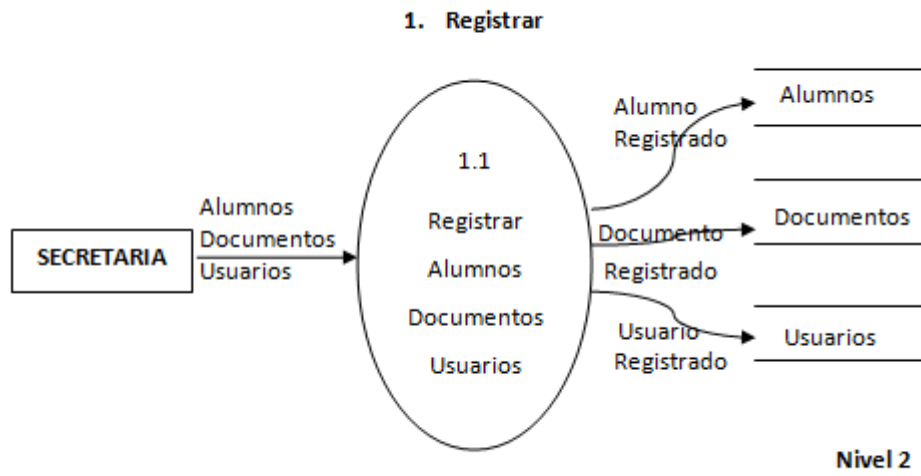 1. Registrar
SECRETARIA
Alumnos
Documentos
Usuarios
1.1
Registrar
Alumnos
Documentos
Usuarios
Alumno
Registrado
Alumnos
Documento
Registrado
Documentos
Usuario
Registrado
Usuarios
Nivel 2